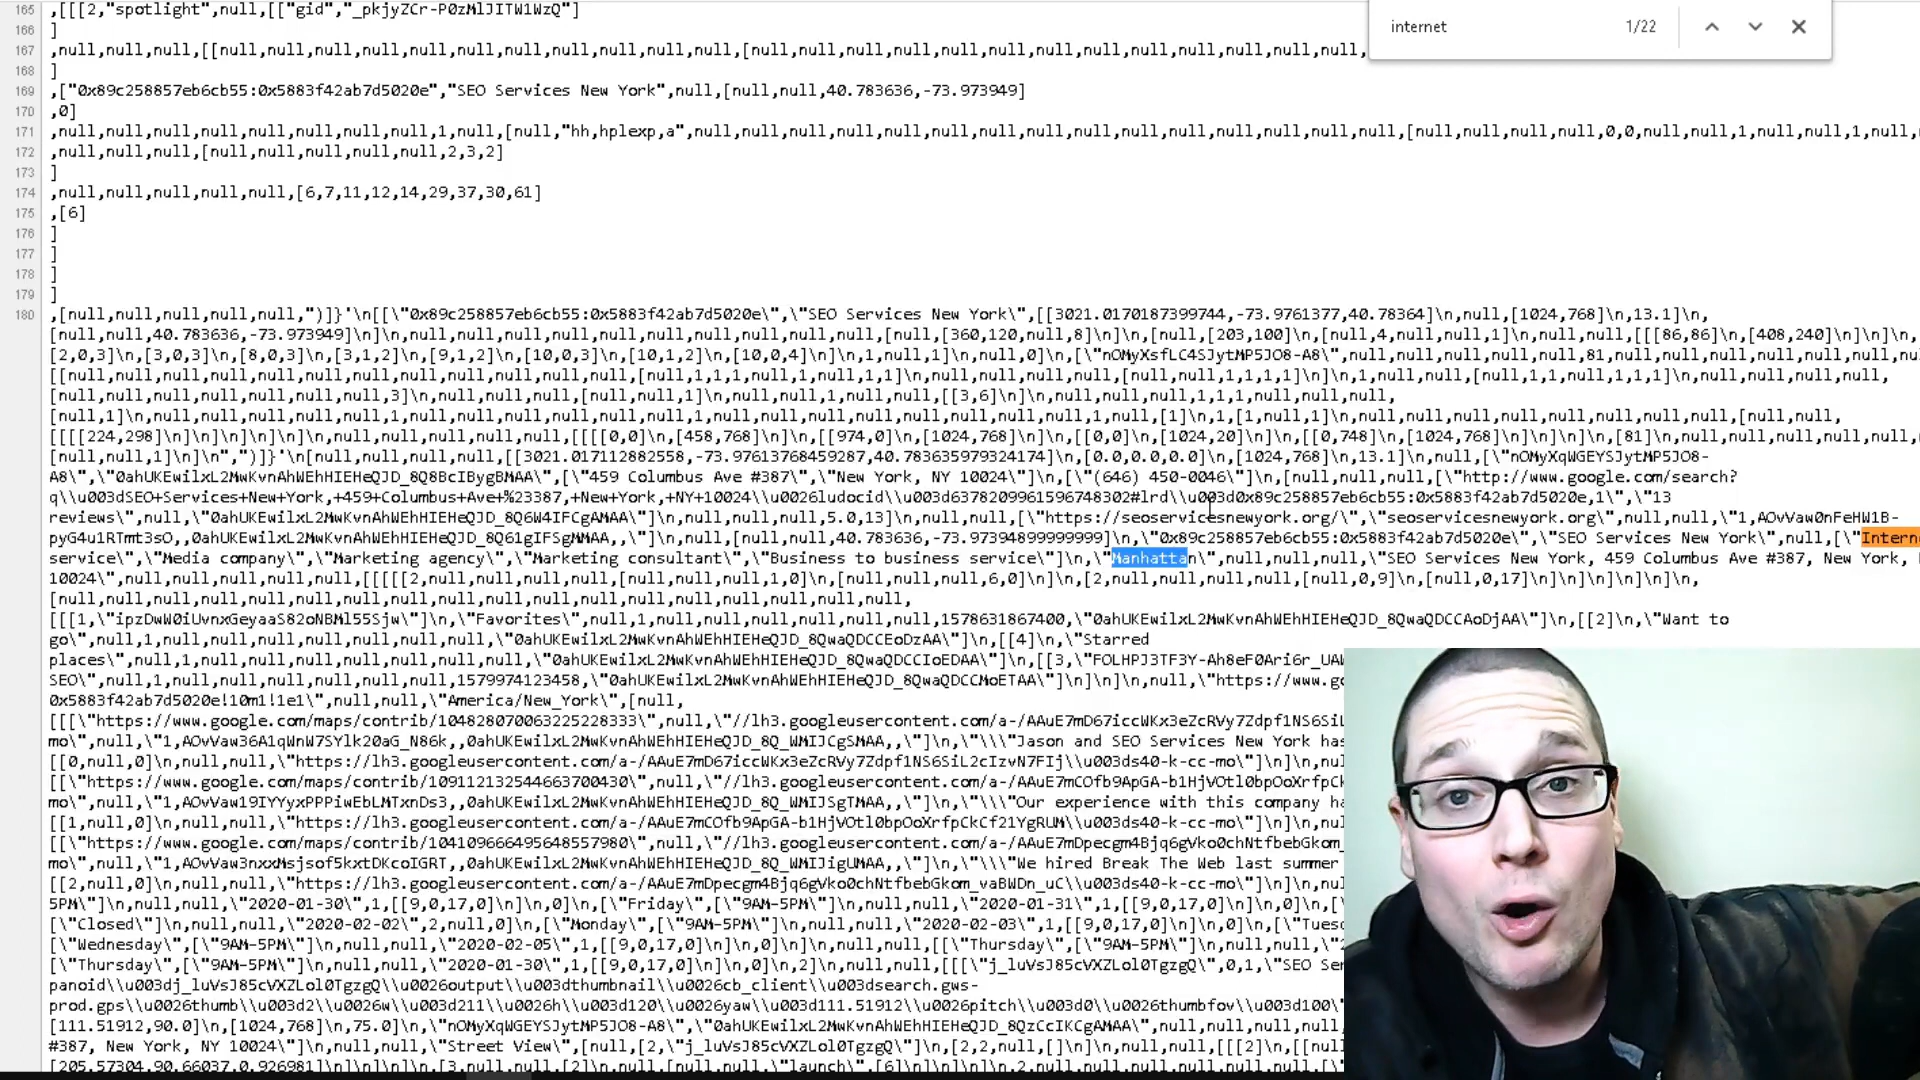 165 ,[[[2,"spotlight",null,[["gid","_pkjyZCr-P0zMlJITW1WzQ"]
internet 1/22
166 ]
167 ,null,null,null,[[null,null,null,null,null,null,null,null,null,null,null,null,null,[null,null,null,null,null,null,null,null,null,null,null,null,null,
168 ]
169 ,["0x89c258857eb6cb55:0x5883f42ab7d5020e","SEO Services New York",null,[null,null,40.783636,-73.973949]
170 ,0]
171 ,null,null,null,null,null,null,null,null,1,null,[null,"hh,hplexp,a",null,null,null,null,null,null,null,null,null,null,null,null,null,null,null,[null,null,null,null,0,0,null,null,1,null,null,1,null,
172 ,null,null,null,[null,null,null,null,null,2,3,2]
173 ]
174 ,null,null,null,null,null,[6,7,11,12,14,29,37,30,61]
175 ,[6]
176 ]
177 ]
178 ]
179 ]
180 ,[null,null,null,null,null,")]}'\n[[\"0x89c258857eb6cb55:0x5883f42ab7d5020e\",\"SEO Services New York\",[[3021.0170187399744,-73.9761377,40.78364]\n,null,[1024,768]\n,13.1]\n,
[null,null,40.783636,-73.973949]\n]\n,null,null,null,null,null,[null,null,[360,120,null,8]\n]\n,[null,[203,100]\n,[null,4,null,null,1]\n,null,null,[[[86,86]\n,[408,240]\n]\n]\n,
[2,0,3]\n,[3,0,3]\n,[8,0,3]\n,[3,1,2]\n,[9,1,2]\n,[10,0,3]\n,[10,1,2]\n,[10,0,4]\n]\n,1,null,1]\n,null,0]\n,[\"nOMyXsfLC4SJytMP5JO8-A8\",null,null,null,null,null,81,null,null,null,null,null,
[[null,null,null,null,null,null,null,null,null,null,[null,1,1,1,null,1,null,1,1]\n,null,null,null,null,[null,null,1,1,1,1]\n]\n,1,null,null,[null,1,1,null,1,1,1]\n,null,null,null,null,
[null,null,null,null,null,null,3]\n,null,null,[null,null,1]\n,null,null,1,null,null,[[3,6]\n]\n,null,null,null,1,1,1,null,null,null,
[null,1]\n,null,null,null,null,null,1,null,null,null,null,null,null,1,null,null,null,null,null,null,null,null,1,null,[1]\n,1,[1,null,1]\n,null,null,null,null,null,null,null,[null,null,
[[[[224,298]\n]\n]\n]\n]\n]\n,null,null,null,null,null,[[[[0,0]\n,[458,768]\n]\n,[[974,0]\n,[1024,768]\n]\n,[[0,0]\n,[1024,20]\n]\n,[[0,748]\n,[1024,768]\n]\n]\n]\n,[81]\n,null,null,null,
[null,null,1]\n]\n",")]}'\n[null,null,null,null,[[3021.017112882558,-73.97613768459287,40.783635979324174]\n,[0.0,0.0,0.0]\n,[1024,768]\n,13.1]\n,null,[\"nOMyXqWGEYSJytMP5JO8-
A8\",\"0ahUKEwilxL2MwKvnAhWEhHIEHeQJD_8Q8BcIBygBMAA\",[\"459 Columbus Ave #387\",\"New York, NY 10024\"]\n,[\"(646) 450-0046\"]\n,[null,null,null,[\"http://www.google.com/search?
q\\u003dSEO+Services+New+York,+459+Columbus+Ave+%23387,+New+York,+NY+10024\\u0026ludocid\\u003d6378209961596748302#lrd\\u003d0x89c258857eb6cb55:0x5883f42ab7d5020e,1\",\"13
reviews\",null,\"0ahUKEwilxL2MwKvnAhWEhHIEHeQJD_8Q6W4IFCgAMAA\"]\n,null,null,null,5.0,13]\n,null,null,[\"https://seoservicesnewyork.org/\",\"seoservicesnewyork.org\",null,null,\"1,AOvVaw0nFeHW1B-
pyG4u1RTmt3sO,,0ahUKEwilxL2MwKvnAhWEhHIEHeQJD_8Q61gIFSgMMAA,,\"]\n,null,[null,null,40.783636,-73.97394899999999]\n,\"0x89c258857eb6cb55:0x5883f42ab7d5020e\",\"SEO Services New York\",null,[\"Intern
service\",\"Media company\",\"Marketing agency\",\"Marketing consultant\",\"Business to business service\"]\n,\"Manhattan\",null,null,null,\"SEO Services New York, 459 Columbus Ave #387, New York,
10024\",null,null,null,null,[[[[[2,null,null,null,null,null,null,1,0]\n,[null,null,6,0]\n]\n,[2,null,null,null,null,[null,0,9]\n,[null,0,17]\n]\n]\n]\n]\n,
[null,null,null,null,null,null,null,null,null,null,null,null,null,null,null,
[[[1,\"ipzDwW0iUvnxGeyaaS82oNBMl55Sjw\"]\n,\"Favorites\",null,1,null,null,null,null,null,1578631867400,\"0ahUKEwilxL2MwKvnAhWEhHIEHeQJD_8QwaQDCCAoDjAA\"]\n,[[2]\n,\"Want to
go\",null,1,null,null,null,null,null,null,\"0ahUKEwilxL2MwKvnAhWEhHIEHeQJD_8QwaQDCCEoDzAA\"]\n,[[4]\n,\"Starred
places\",null,1,null,null,null,null,null,null,\"0ahUKEwilxL2MwKvnAhWEhHIEHeQJD_8QwaQDCCIoEDAA\"]\n,[[3,\"FOLHPJ3TF3Y-Ah8eF0Ari6r_UA
SEO\",null,1,null,null,null,null,null,1579974123458,\"0ahUKEwilxL2MwKvnAhWEhHIEHeQJD_8QwaQDCCMoETAA\"]\n]\n]\n,null,\"https://www.go
0x5883f42ab7d5020e!10m1!1e1\",null,null,\"America/New_York\",[null,
[[[\"https://www.google.com/maps/contrib/104828070063225228333\",null,\"//lh3.googleusercontent.com/a-/AAuE7mD67iccWKx3eZcRVy7Zdpf1NS6SiL
mo\",null,\"1,AOvVaw36A1qWnW7SYlk20aG_N86k,,0ahUKEwilxL2MwKvnAhWEhHIEHeQJD_8Q_WMIJCgSMAA,,\"]\n,\"\\\"Jason and SEO Services New York has
[[0,null,0]\n,null,null,\"https://lh3.googleusercontent.com/a-/AAuE7mD67iccWKx3eZcRVy7Zdpf1NS6SiL2cIzvN7FIj\\u003ds40-k-cc-mo\"]\n]\n,nul
[[\"https://www.google.com/maps/contrib/109112132544663700430\",null,\"//lh3.googleusercontent.com/a-/AAuE7mCOfb9ApGA-b1HjVOtl0bpOoXrfpCk
mo\",null,\"1,AOvVaw19IYYyxPPPiwEbLMTxnDs3,,0ahUKEwilxL2MwKvnAhWEhHIEHeQJD_8Q_WMIJSgTMAA,,\"]\n,\"\\\"Our experience with this company ha
[[1,null,0]\n,null,null,\"https://lh3.googleusercontent.com/a-/AAuE7mCOfb9ApGA-b1HjVOtl0bpOoXrfpCkCf21YgRUM\\u003ds40-k-cc-mo\"]\n]\n,nul
[[\"https://www.google.com/maps/contrib/104109666495648557980\",null,\"//lh3.googleusercontent.com/a-/AAuE7mDpecgm4Bjq6gVko0chNtfbebGkom_
mo\",null,\"1,AOvVaw3nxxMsjsof5kxtDKcoIGRT,,0ahUKEwilxL2MwKvnAhWEhHIEHeQJD_8Q_WMIJigUMAA,,\"]\n,\"\\\"We hired Break The Web last summer
[[2,null,0]\n,null,null,\"https://lh3.googleusercontent.com/a-/AAuE7mDpecgm4Bjq6gVko0chNtfbebGkom_vaBWDn_uC\\u003ds40-k-cc-mo\"]\n]\n,nul
5PM\"]\n,null,null,\"2020-01-30\",1,[[9,0,17,0]\n]\n,0]\n,[\"Friday\",[\"9AM-5PM\"]\n,null,null,\"2020-01-31\",1,[[9,0,17,0]\n]\n,0]\n,[\
[\"Closed\"]\n,null,null,\"2020-02-02\",2,null,0]\n,[\"Monday\",[\"9AM-5PM\"]\n,null,null,\"2020-02-03\",1,[[9,0,17,0]\n]\n,0]\n,[\"Tuesd
[\"Wednesday\",[\"9AM-5PM\"]\n,null,null,\"2020-02-05\",1,[[9,0,17,0]\n]\n,0]\n]\n,null,null,[[\"Thursday\",[\"9AM-5PM\"]\n,null,null,\"2
[\"Thursday\",[\"9AM-5PM\"]\n,null,null,\"2020-01-30\",1,[[9,0,17,0]\n]\n,0]\n,2]\n,null,null,[[[\"j_luVsJ85cVXZLol0TgzgQ\",0,1,\"SEO Ser
panoid\\u003dj_luVsJ85cVXZLol0TgzgQ\\u0026output\\u003dthumbnail\\u0026cb_client\\u003dsearch.gws-
prod.gps\\u0026thumb\\u003d2\\u0026w\\u003d211\\u0026h\\u003d120\\u0026yaw\\u003d111.51912\\u0026pitch\\u003d0\\u0026thumbfov\\u003d100\"
[111.51912,90.0]\n,[1024,768]\n,75.0]\n,\"nOMyXqWGEYSJytMP5JO8-A8\",\"0ahUKEwilxL2MwKvnAhWEhHIEHeQJD_8QzCcIKCgAMAA\",null,null,null,null,
#387, New York, NY 10024\"]\n,null,null,\"Street View\",[null,[2,\"j_luVsJ85cVXZLol0TgzgQ\"]\n,[2,2,null,[]\n]\n,null,null,[[[2]\n,[[null
[205.57304,90.66037,0.926981]\n]\n]\n]\n,[3,null,[2]\n,null,null,\"launch\",[6]\n]\n]\n,2,null,null,null,null,null,null,[\"